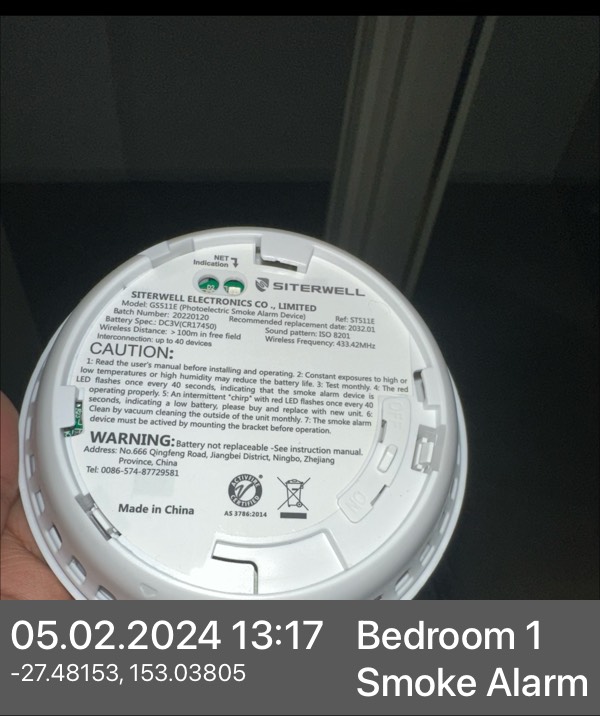 NET
Indication
SITERWELL
SITERWELL ELECTRONICS CO ., LIMITED
Model: GS511E (Photoelectric Smoke Alarm Device)
Ref: ST511E
Batch Number: 20220120
Recommended replacement date: 2032.01
Battery Spec.: DC3V(CR17450)
Sound pattern: ISO 8201
Wireless Distance: > 100m in free field
Wireless Frequency: 433.42MHz
Interconnection: up to 40 devices
CAUTION:
1: Read the user's manual before installing and operating. 2: Constant exposures to high or
low temperatures or high humidity may reduce the battery life. 3: Test monthly. 4: The red
LED flashes once every 40 seconds, indicating that the smoke alarm device is
operating properly. 5: An intermittent "chirp" with red LED flashes once every 40
seconds, indicating a low battery, please buy and replace with new unit. 6:
Clean by vacuum cleaning the outside of the unit monthly. 7: The smoke alarm
device must be actived by mounting the bracket before operation.
WARNING: Battery not replaceable -See instruction manual.
Address: No.666 Qingfeng Road, Jiangbei District, Ningbo, Zhejiang
Province, China
Tel: 0086-574-87729581
Made in China
ACTIVFIRE
AS 3786:2014
ON
05.02.2024 13:17
-27.48153, 153.03805
Bedroom 1
Smoke Alarm